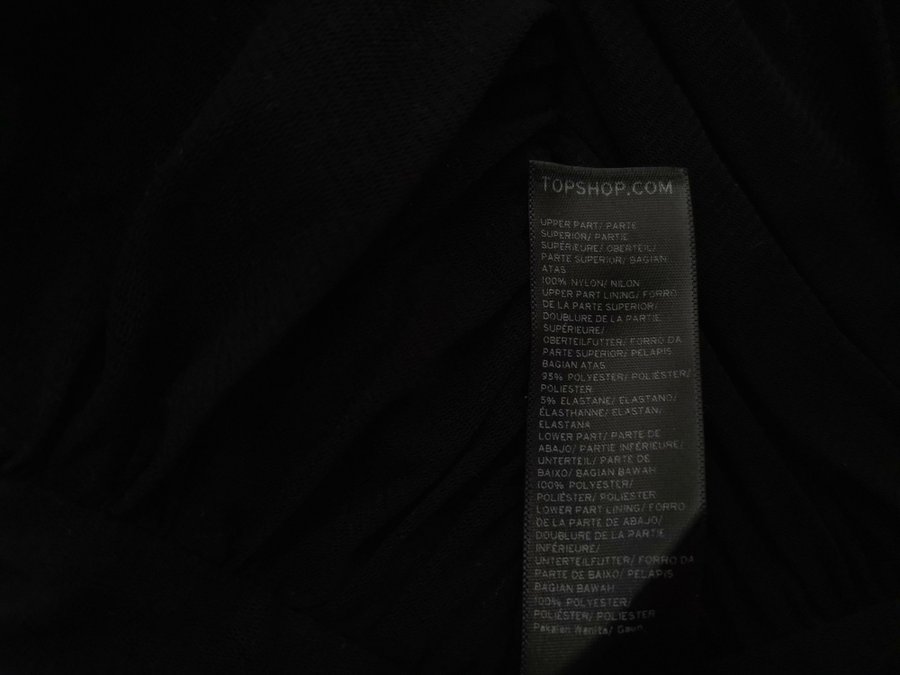 TOPSHOP.COM
UPPER PART/ PARTE
SUPERIOR/ PARTIE
SUPÉRIEURE/ OBERTEIL/
PARTE SUPERIOR/ BAGIAN
ATAS
100% NYLON/ NILON
UPPER PART LINING/ FORRO
DE LA PARTE SUPERIOR/
DOUBLURE DE LA PARTIE
SUPÉRIEURE/
OBERTEILFUTTER/ FORRO DA
PARTE SUPERIOR/ PELAPIS
BAGIAN ATAS
95% POLYESTER/ POLIÉSTER/
POLIESTER
5% ELASTANE/ ELASTANO/
ÉLASTHANNE/ ELASTAN/
ELASTANA
LOWER PART/ PARTE DE
ABAJO/ PARTIE INFÉRIEURE/
UNTERTEIL/ PARTE DE
BAIXO/ BAGIAN BAWAH
100% POLYESTER/
POLIÉSTER/ POLIESTER
LOWER PART LINING/ FORRO
DE LA PARTE DE ABAJO/
DOUBLURE DE LA PARTIE
INFÉRIEURE/
UNTERTEILFUTTER/ FORRO DA
PARTE DE BAIXO/ PELAPIS
BAGIAN BAWAH
100% POLYESTER/
POLIÉSTER/ POLIESTER
Pakaian Wanita/ Gaun